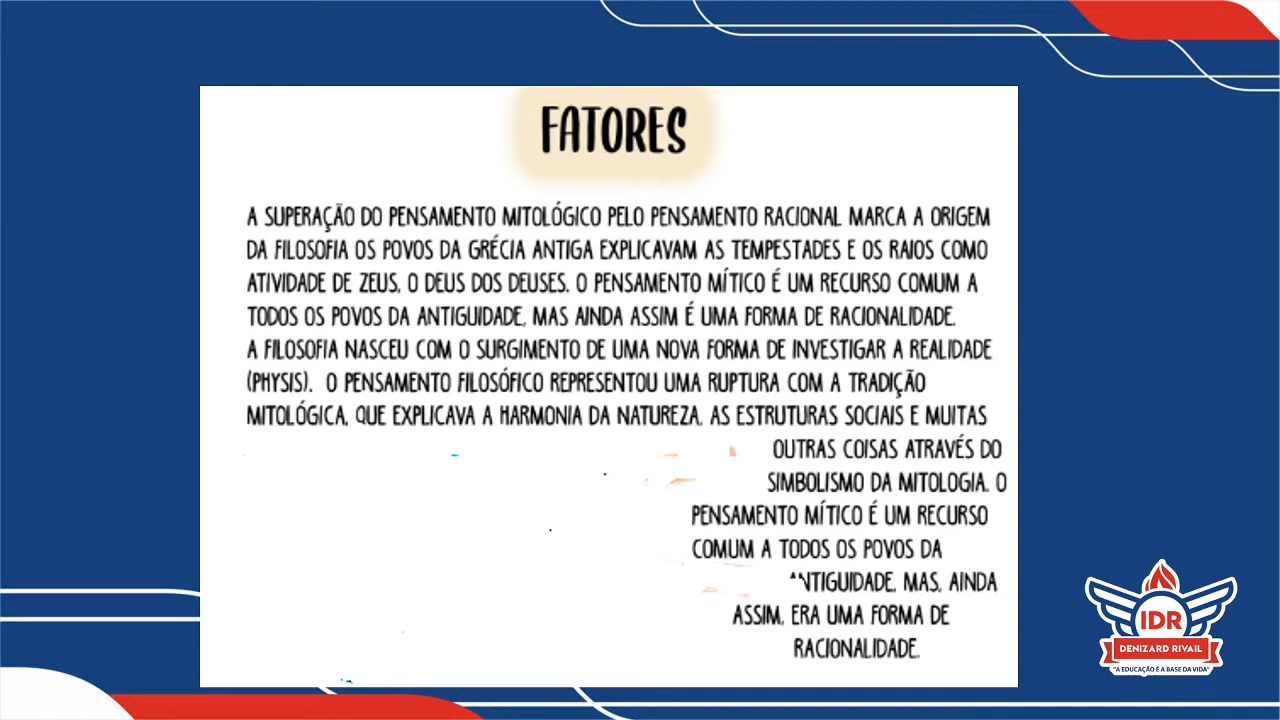 FATORES
A SUPERAÇÃO DO PENSAMENTO MITOLÓGICO PELO PENSAMENTO RACIONAL MARCA A ORIGEM
DA FILOSOFIA OS POVOS DA GRÉCIA ANTIGA EXPLICAVAM AS TEMPESTADES E OS RAIOS COMO
ATIVIDADE DE ZEUS, O DEUS DOS DEUSES. O PENSAMENTO MÍTICO É UM RECURSO COMUM A
TODOS OS POVOS DA ANTIGUIDADE, MAS AINDA ASSIM É UMA FORMA DE RACIONALIDADE.
A FILOSOFIA NASCEU COM O SURGIMENTO DE UMA NOVA FORMA DE INVESTIGAR A REALIDADE
(PHYSIS). O PENSAMENTO FILOSÓFICO REPRESENTOU UMA RUPTURA COM A TRADIÇÃO
MITOLÓGICA, QUE EXPLICAVA A HARMONIA DA NATUREZA, AS ESTRUTURAS SOCIAIS E MUITAS
OUTRAS COISAS ATRAVÉS DO
SIMBOLISMO DA MITOLOGIA. O
PENSAMENTO MÍTICO É UM RECURSO
COMUM A TODOS OS POVOS DA
ANTIGUIDADE, MAS, AINDA
ASSIM, ERA UMA FORMA DE
RACIONALIDADE.
IDR
DENIZARD RIVAIL
"A EDUCAÇÃO É A BASE DA VIDA"